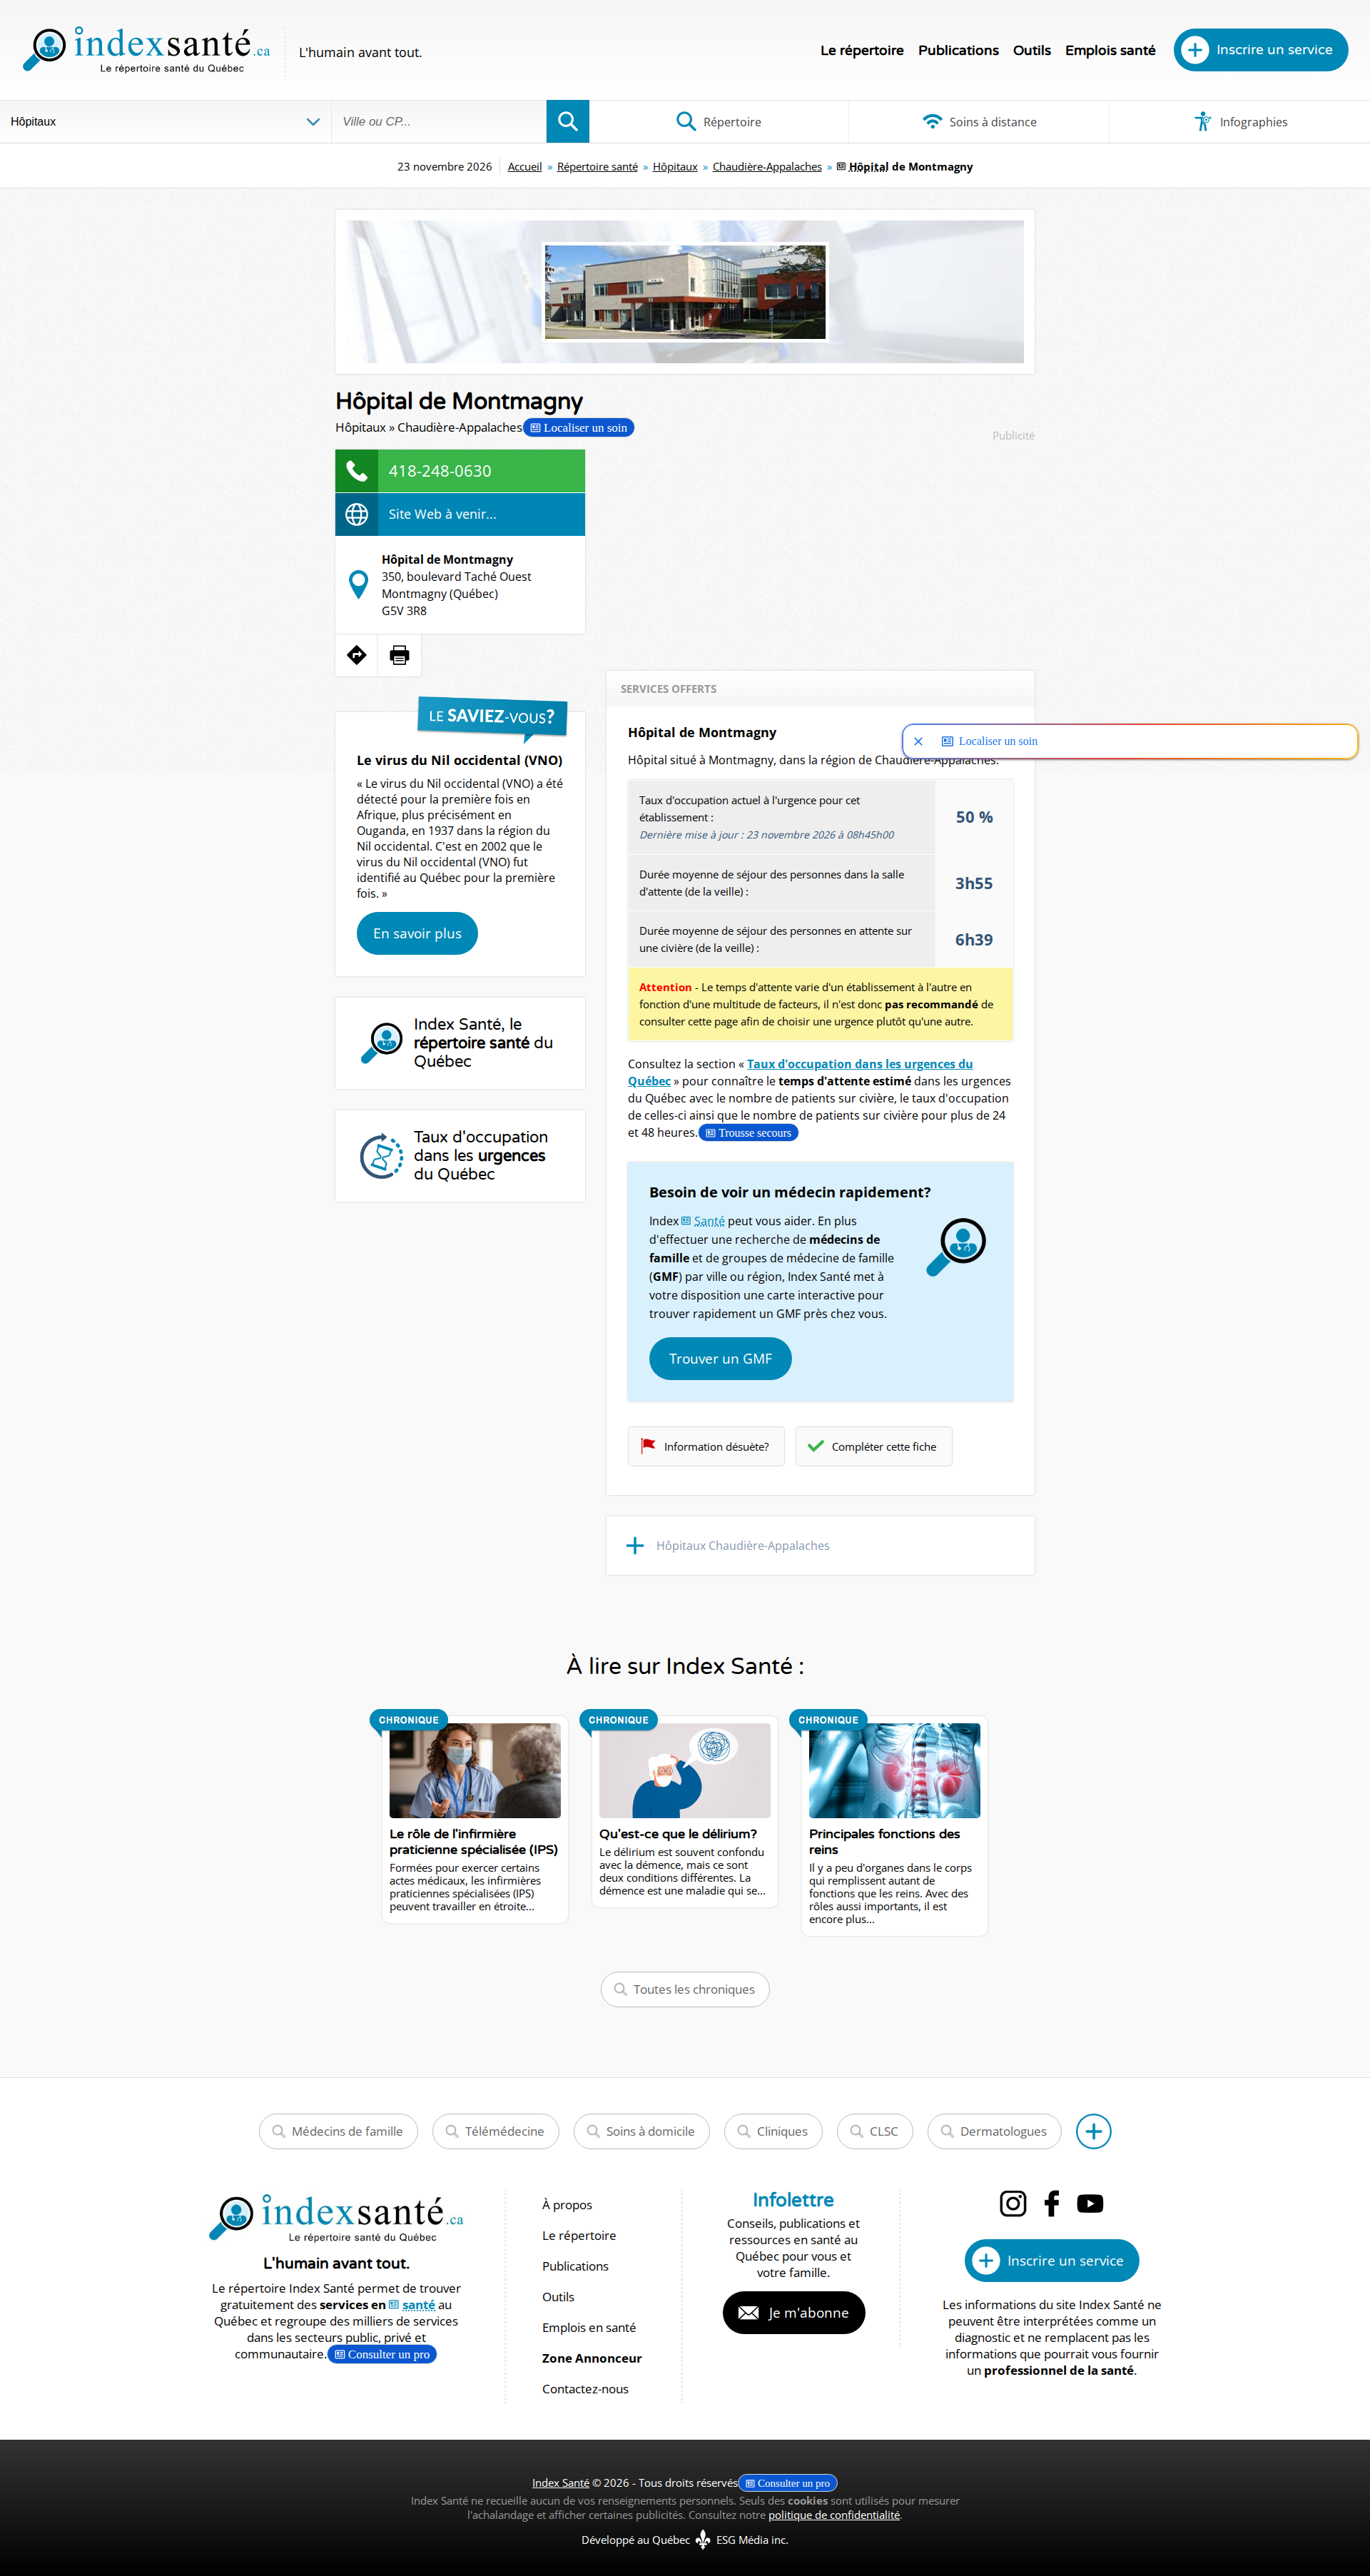 indexsanté.ca
Le répertoire santé du Québec
L'humain avant tout.
Le répertoire
Publications
Outils
Emplois santé
Inscrire un service
Hôpitaux
Ville ou CP...
Répertoire
Soins à distance
Infographies
23 novembre 2026 Accueil » Répertoire santé » Hôpitaux » Chaudière-Appalaches » Hôpital de Montmagny
Hôpital de Montmagny
Hôpitaux » Chaudière-Appalaches Localiser un soin
Publicité
418-248-0630
Site Web à venir...
Hôpital de Montmagny
350, boulevard Taché Ouest
Montmagny (Québec)
G5V 3R8
LE SAVIEZ-VOUS?
Le virus du Nil occidental (VNO)
« Le virus du Nil occidental (VNO) a été
détecté pour la première fois en
Afrique, plus précisément en
Ouganda, en 1937 dans la région du
Nil occidental. C'est en 2002 que le
virus du Nil occidental (VNO) fut
identifié au Québec pour la première
fois. »
En savoir plus
Index Santé, le
répertoire santé du
Québec
Taux d'occupation
dans les urgences
du Québec
SERVICES OFFERTS
Hôpital de Montmagny
Localiser un soin
Hôpital situé à Montmagny, dans la région de Chaudière-Appalaches.
Taux d'occupation actuel à l'urgence pour cet
établissement :
Dernière mise à jour : 23 novembre 2026 à 08h45h00
50 %
Durée moyenne de séjour des personnes dans la salle
d'attente (de la veille) :
3h55
Durée moyenne de séjour des personnes en attente sur
une civière (de la veille) :
6h39
Attention - Le temps d'attente varie d'un établissement à l'autre en
fonction d'une multitude de facteurs, il n'est donc pas recommandé de
consulter cette page afin de choisir une urgence plutôt qu'une autre.
Consultez la section « Taux d'occupation dans les urgences du
Québec » pour connaître le temps d'attente estimé dans les urgences
du Québec avec le nombre de patients sur civière, le taux d'occupation
de celles-ci ainsi que le nombre de patients sur civière pour plus de 24
et 48 heures. Trousse secours
Besoin de voir un médecin rapidement?
Index Santé peut vous aider. En plus
d'effectuer une recherche de médecins de
famille et de groupes de médecine de famille
(GMF) par ville ou région, Index Santé met à
votre disposition une carte interactive pour
trouver rapidement un GMF près chez vous.
Trouver un GMF
Information désuète?
Compléter cette fiche
Hôpitaux Chaudière-Appalaches
À lire sur Index Santé :
CHRONIQUE
Le rôle de l'infirmière
praticienne spécialisée (IPS)
Formées pour exercer certains
actes médicaux, les infirmières
praticiennes spécialisées (IPS)
peuvent travailler en étroite...
CHRONIQUE
Qu'est-ce que le délirium?
Le délirium est souvent confondu
avec la démence, mais ce sont
deux conditions différentes. La
démence est une maladie qui se...
CHRONIQUE
Principales fonctions des
reins
Il y a peu d'organes dans le corps
qui remplissent autant de
fonctions que les reins. Avec des
rôles aussi importants, il est
encore plus...
Toutes les chroniques
Médecins de famille
Télémédecine
Soins à domicile
Cliniques
CLSC
Dermatologues
indexsanté.ca
Le répertoire santé du Québec
L'humain avant tout.
Le répertoire Index Santé permet de trouver
gratuitement des services en santé au
Québec et regroupe des milliers de services
dans les secteurs public, privé et
communautaire. Consulter un pro
À propos
Le répertoire
Publications
Outils
Emplois en santé
Zone Annonceur
Contactez-nous
Infolettre
Conseils, publications et
ressources en santé au
Québec pour vous et
votre famille.
Je m'abonne
Inscrire un service
Les informations du site Index Santé ne
peuvent être interprétées comme un
diagnostic et ne remplacent pas les
informations que pourrait vous fournir
un professionnel de la santé.
Index Santé © 2026 - Tous droits réservés Consulter un pro
Index Santé ne recueille aucun de vos renseignements personnels. Seuls des cookies sont utilisés pour mesurer
l'achalandage et afficher certaines publicités. Consultez notre politique de confidentialité.
Développé au Québec ESG Média inc.